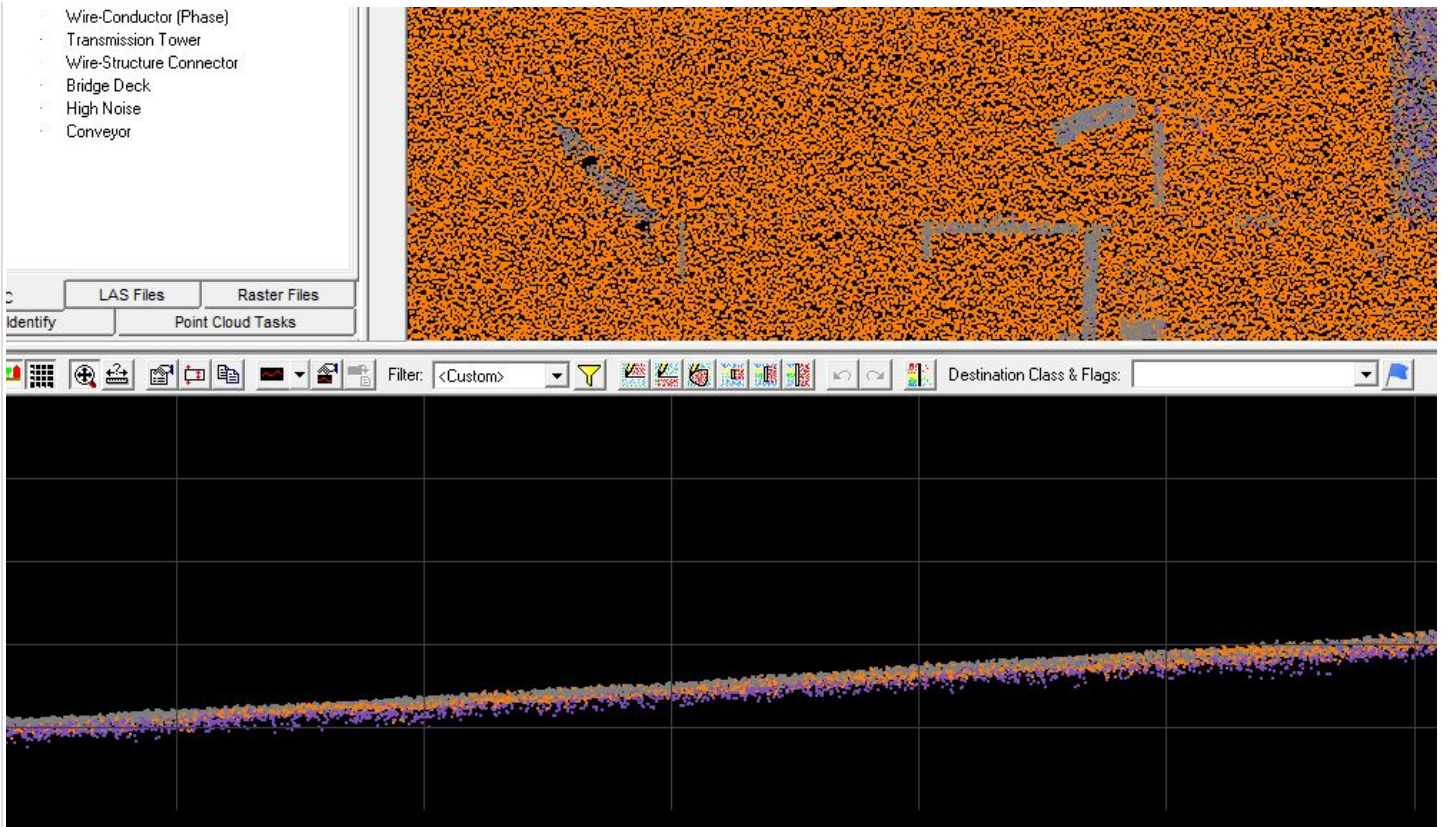 Wire-Conductor (Phase)
Transmission Tower
Wire-Structure Connector
Bridge Deck
High Noise
Conveyor
LAS Files
Raster Files
Identify
Point Cloud Tasks
Filter: <Custom>
Destination Class & Flags: